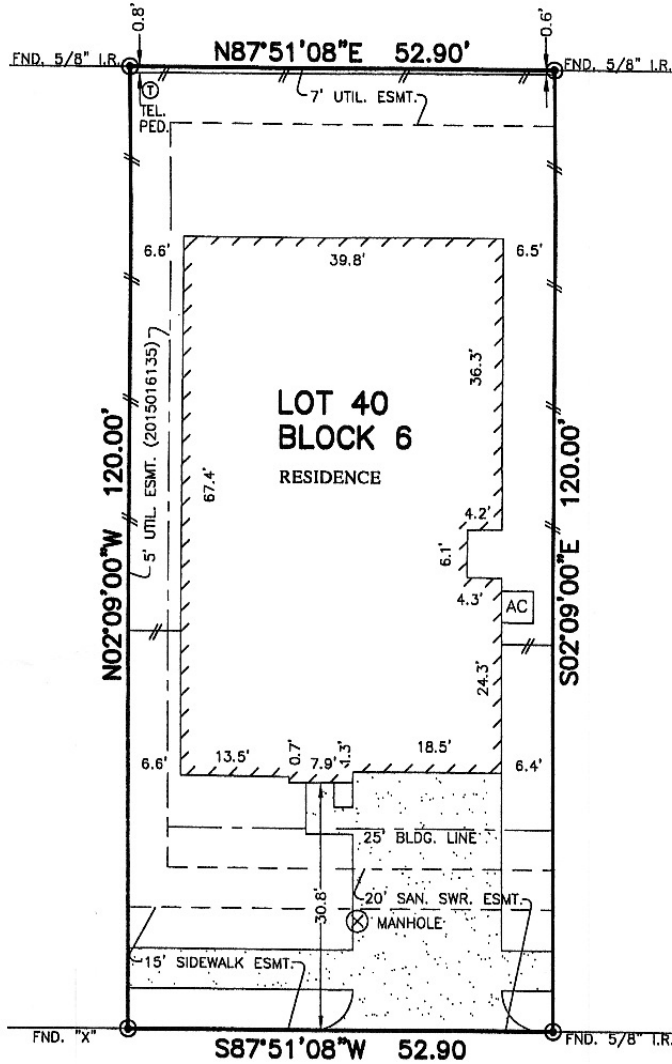 0.8'
0.6'
N87°51'08"E 52.90'
FND. 5/8" I.R.
FND. 5/8" I.R.
7' UTIL. ESMT.
T
TEL.
PED.
6.6'
39.8'
6.5'
5' UTIL. ESMT. (2015016135)
36.3'
LOT 40
BLOCK 6
RESIDENCE
N02°09'00"W 120.00'
67.4'
S02°09'00"E 120.00'
4.2'
6.1'
4.3'
AC
24.3'
6.6'
13.5'
0.7'
7.9'
1.3'
18.5'
6.4'
25' BLDG. LINE
30.8'
20' SAN. SWR. ESMT.
MANHOLE
15' SIDEWALK ESMT.
FND. "X"
FND. 5/8" I.R.
S87°51'08"W 52.90